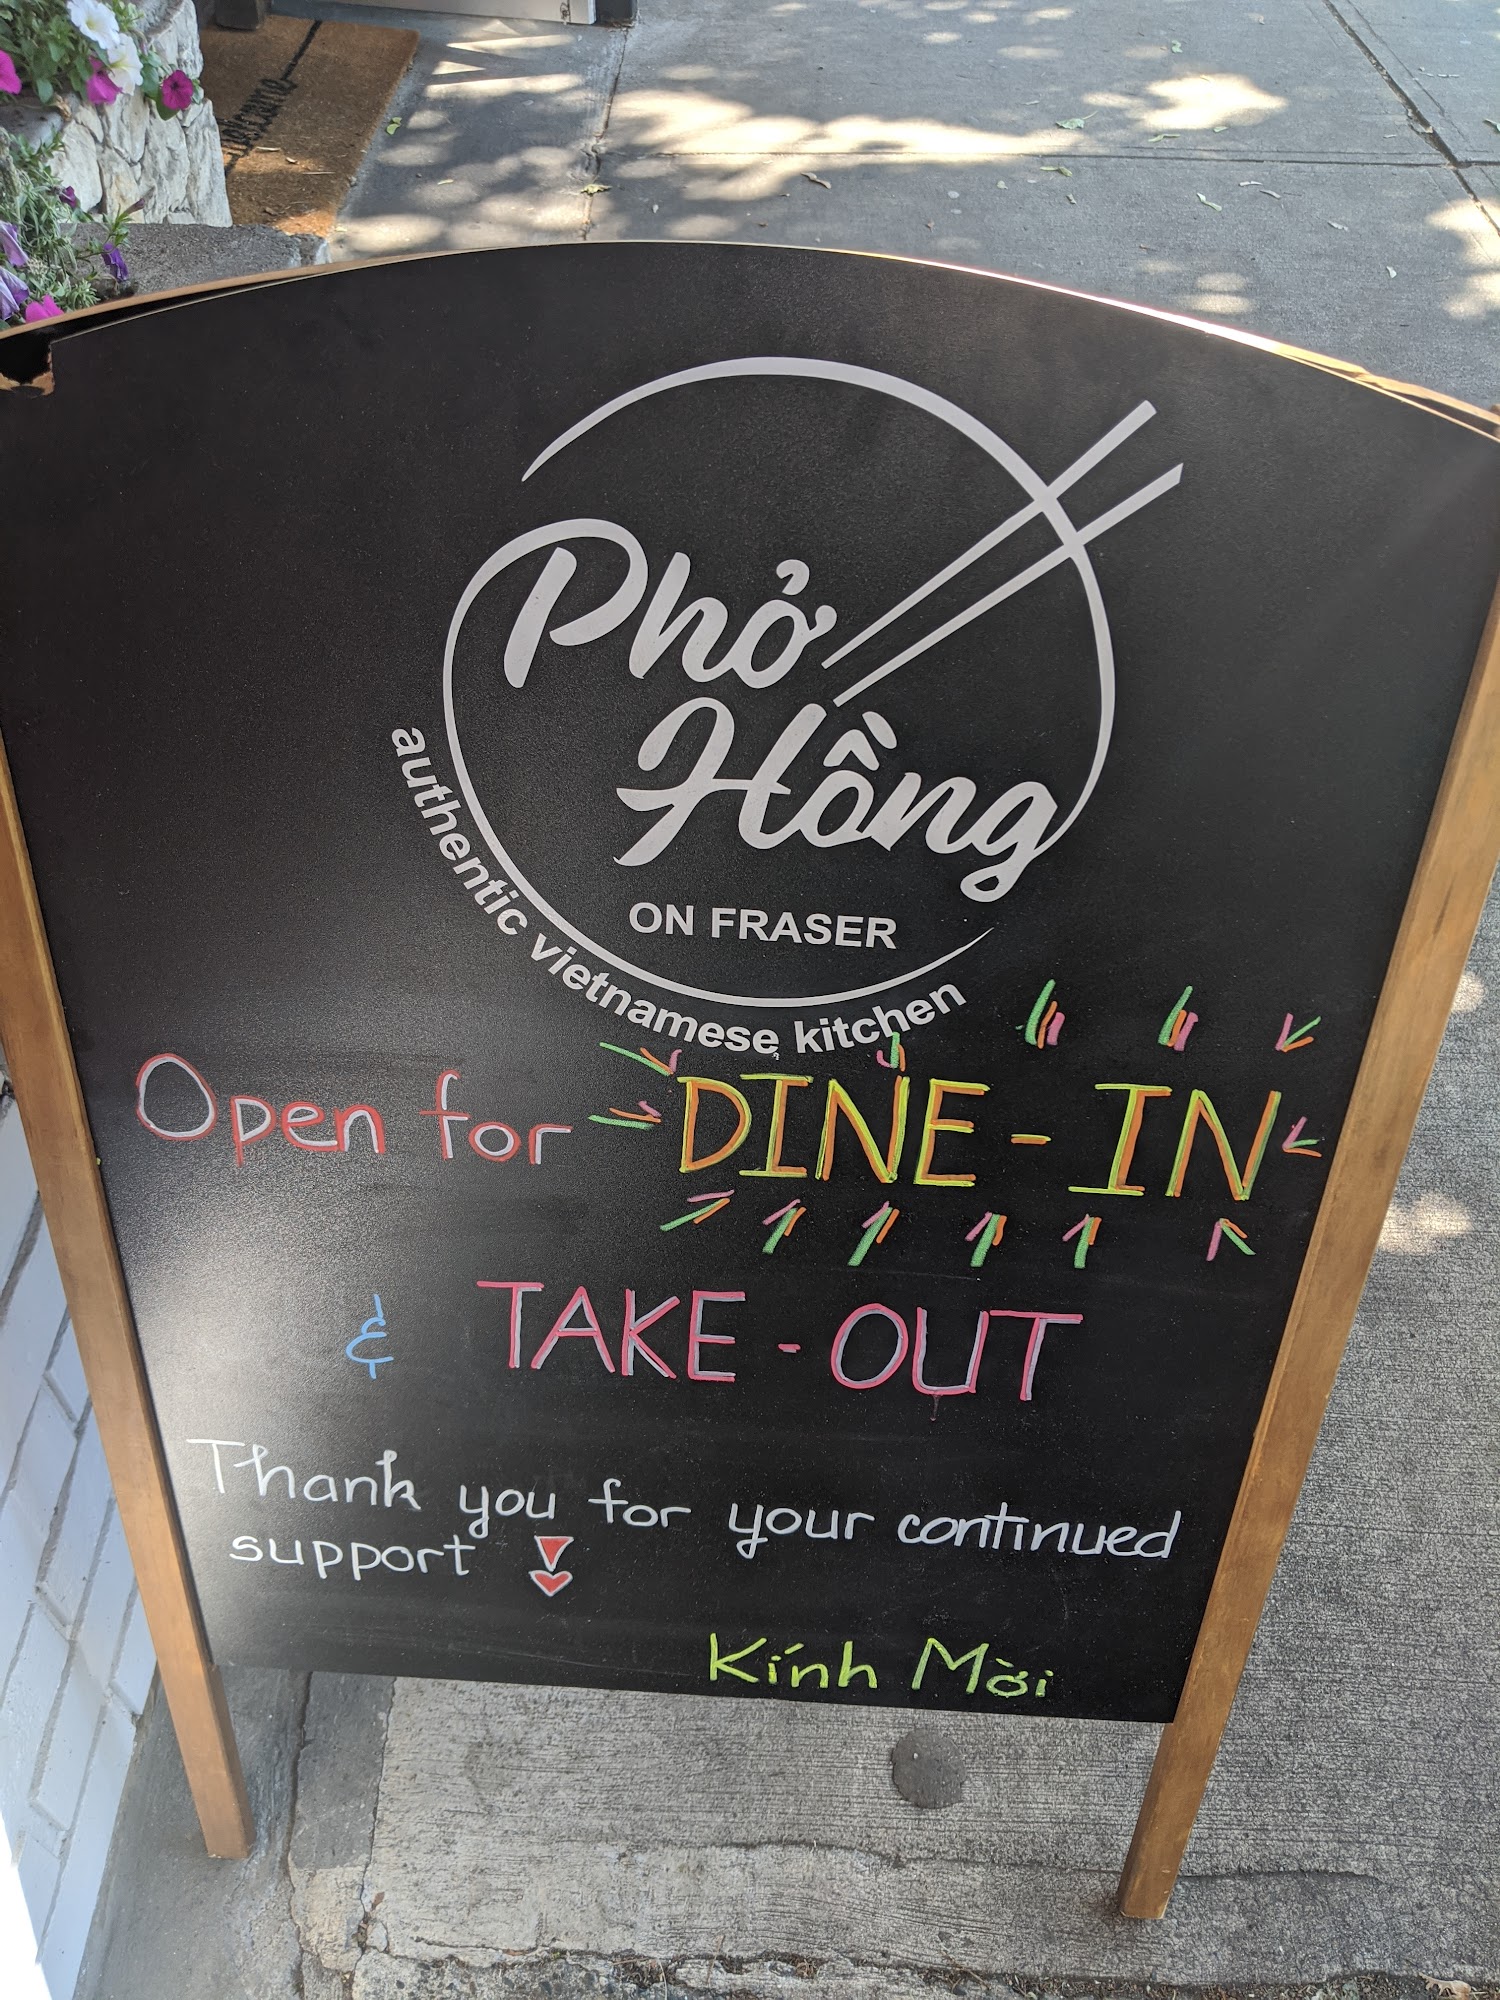 welcome
Phở
Hồng
ON FRASER
authentic vietnamese kitchen
Open for DINE-IN
& TAKE-OUT
Thank you for your continued
support
Kính Mời